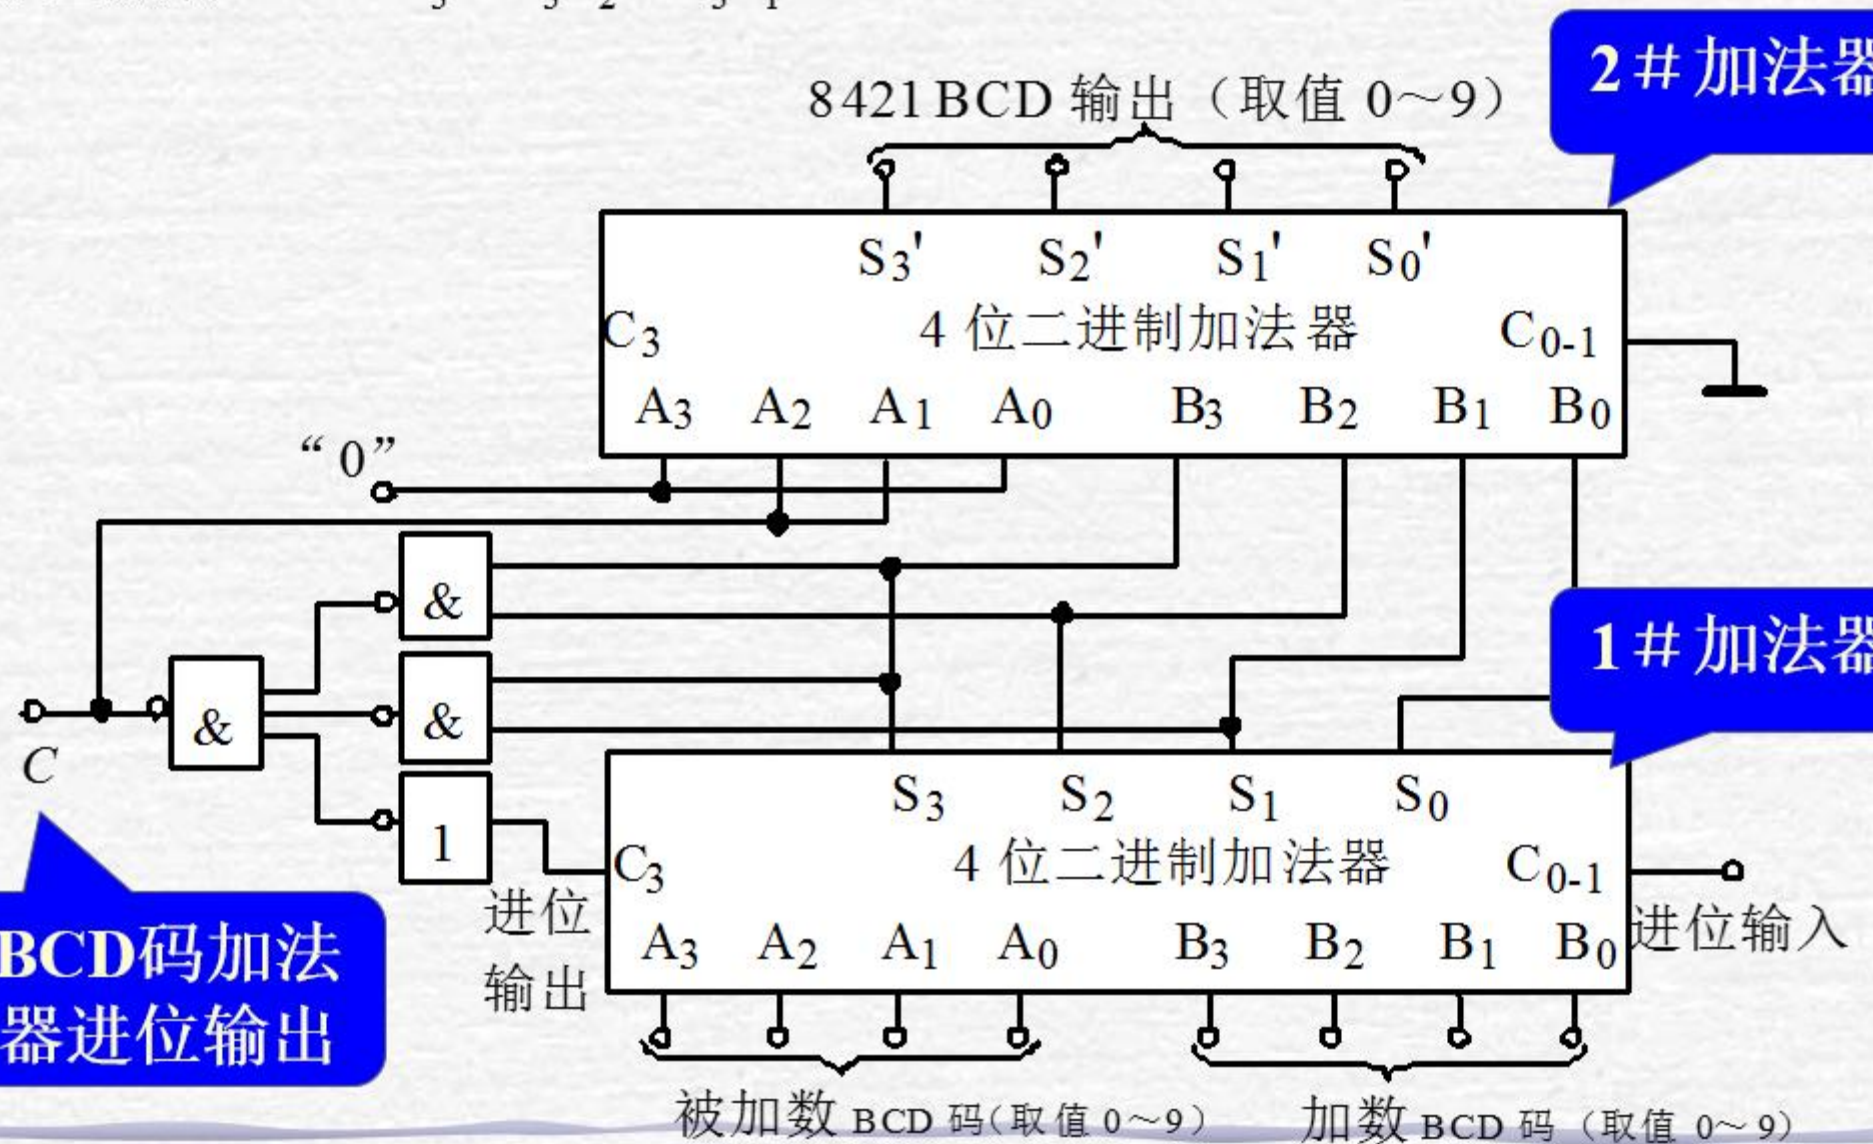 8421BCD 输出（取值 0～9）
2＃加法器
S3' S2' S1' S0'
C3 4 位二进制加法器 C0-1
A3 A2 A1 A0 B3 B2 B1 B0
“0”
&
1＃加法器
&
&
C
S3 S2 S1 S0
1
C3 4 位二进制加法器 C0-1
进位
输出
A3 A2 A1 A0 B3 B2 B1 B0
进位输入
BCD码加法
器进位输出
被加数 BCD 码(取值 0～9)
加数 BCD 码（取值 0～9）